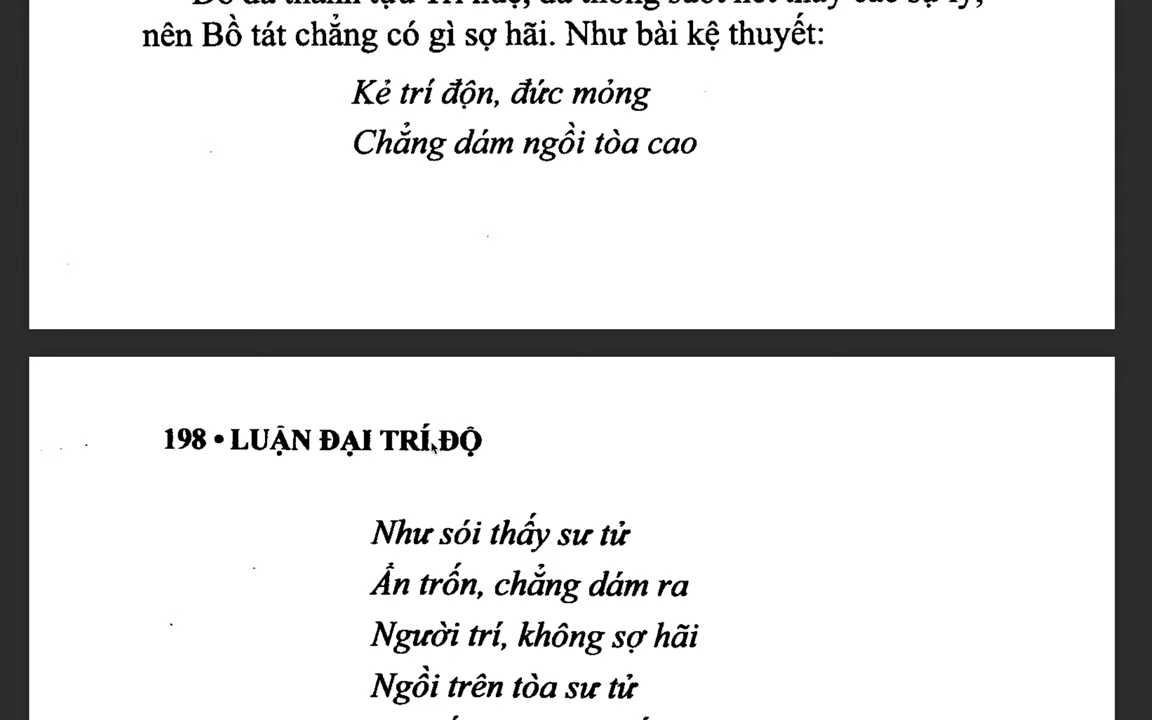 nên Bồ tát chẳng có gì sợ hãi. Như bài kệ thuyết:
Kẻ trí độn, đức mỏng
Chẳng dám ngồi tòa cao
198 • LUẬN ĐẠI TRÍ ĐỘ
Như sói thấy sư tử
Ẩn trốn, chẳng dám ra
Người trí, không sợ hãi
Ngồi trên tòa sư tử